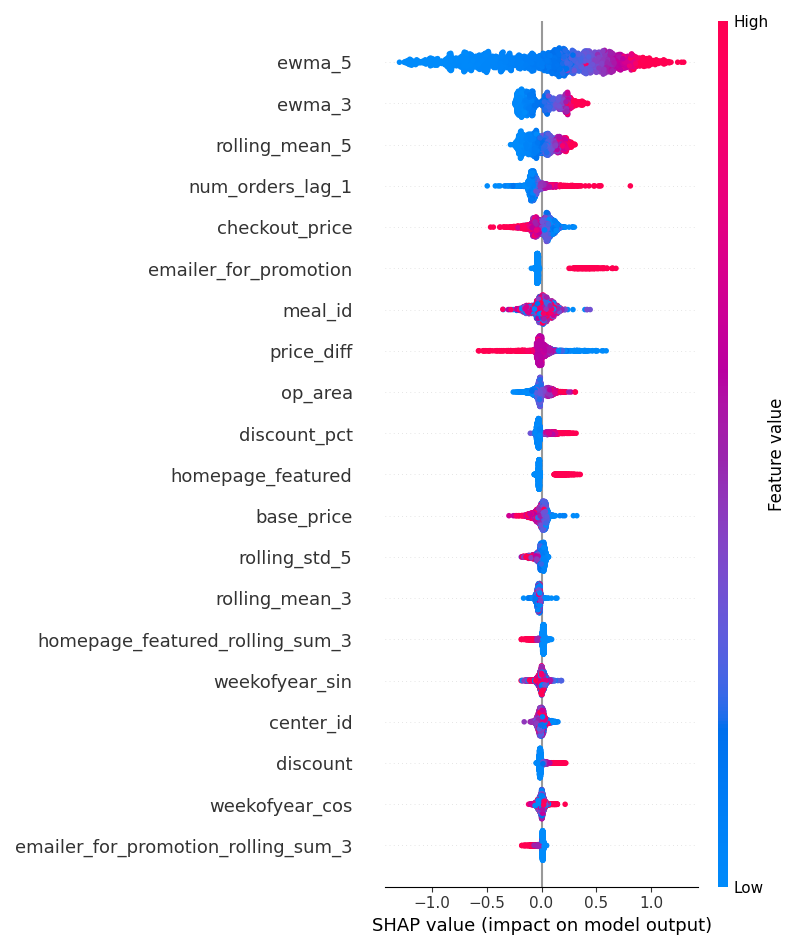 High
ewma_5
ewma_3
rolling_mean_5
num_orders_lag_1
checkout_price
emailer_for_promotion
meal_id
price_diff
op_area
discount_pct
homepage_featured
base_price
rolling_std_5
rolling_mean_3
homepage_featured_rolling_sum_3
weekofyear_sin
center_id
discount
weekofyear_cos
emailer_for_promotion_rolling_sum_3
Feature value
Low
−1.0 −0.5 0.0 0.5 1.0
SHAP value (impact on model output)